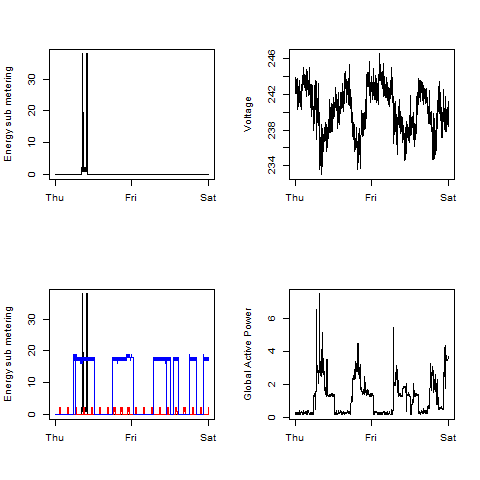 Energy sub metering
0 10 20 30
Thu Fri Sat
Voltage
234 238 242 246
Thu Fri Sat
Energy sub metering
0 10 20 30
Thu Fri Sat
Global Active Power
0 2 4 6
Thu Fri Sat